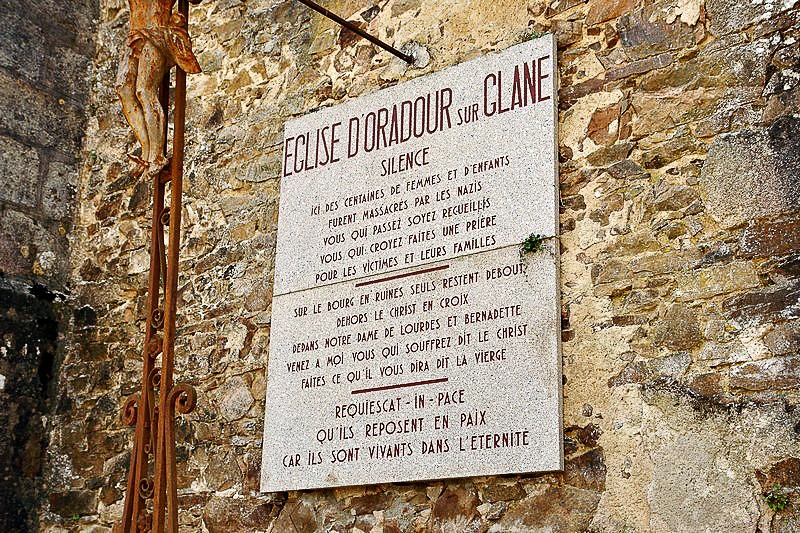 EGLISE D'ORADOUR SUR GLANE
SILENCE
ICI DES CENTAINES DE FEMMES ET D'ENFANTS
FURENT MASSACRÉS PAR LES NAZIS
VOUS QUI PASSEZ SOYEZ RECUEILLIS
VOUS QUI CROYEZ FAITES UNE PRIÈRE
POUR LES VICTIMES ET LEURS FAMILLES
SUR LE BOURG EN RUINES SEULS RESTENT DEBOUT
DEHORS LE CHRIST EN CROIX
DEDANS NOTRE DAME DE LOURDES ET BERNADETTE
VENEZ A MOI VOUS QUI SOUFFREZ DIT LE CHRIST
FAITES CE QU'IL VOUS DIRA DIT LA VIERGE
REQUIESCAT - IN - PACE
QU'ILS REPOSENT EN PAIX
CAR ILS SONT VIVANTS DANS L'ÉTERNITÉ